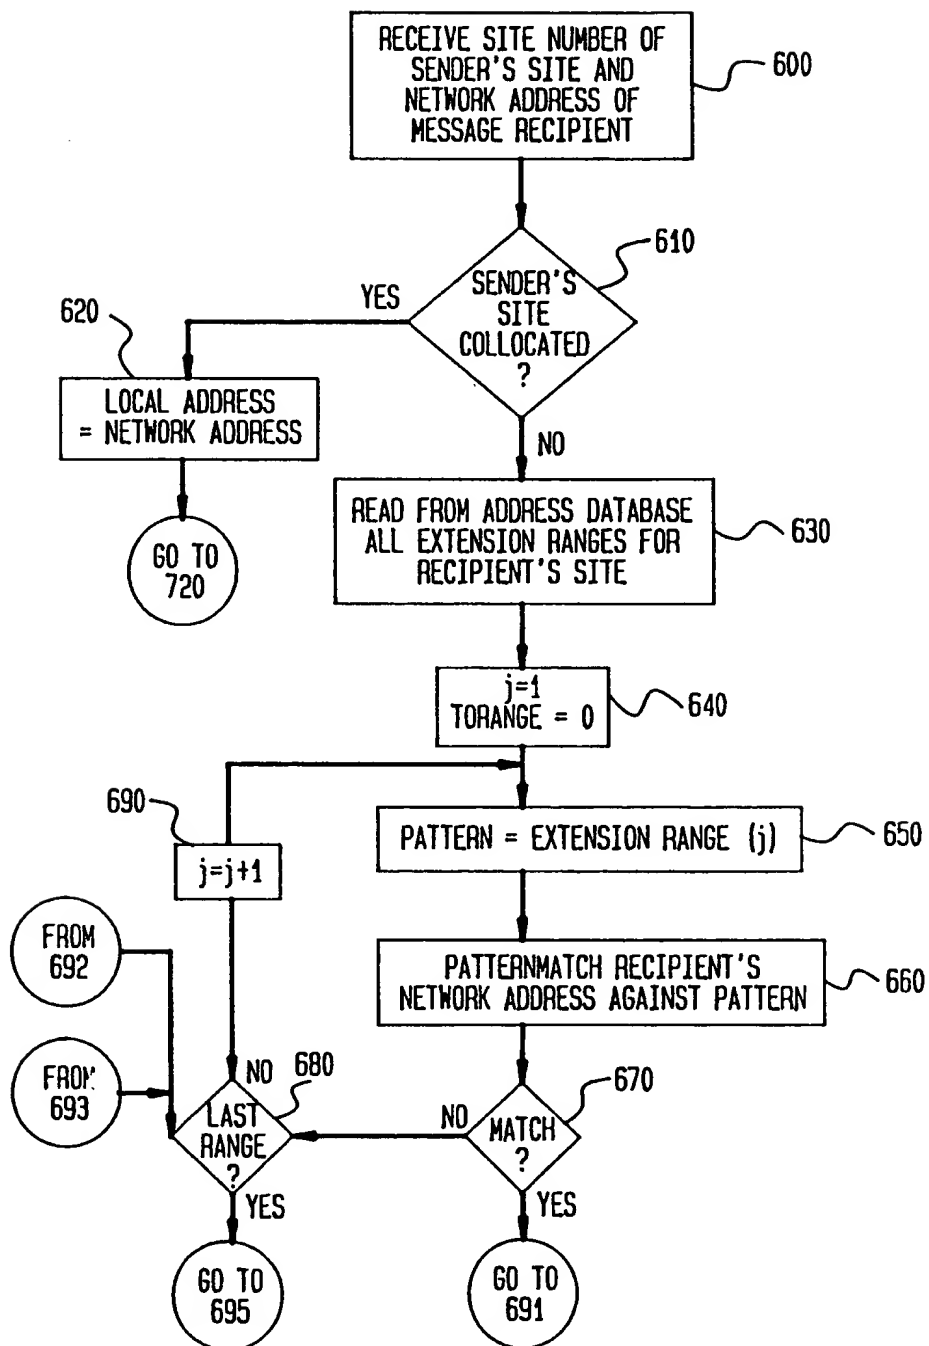 RECEIVE SITE NUMBER OF
SENDER'S SITE AND
NETWORK ADDRESS OF
MESSAGE RECIPIENT
600
610
SENDER'S
SITE
COLLOCATED
?
YES
620
LOCAL ADDRESS
= NETWORK ADDRESS
NO
GO TO
720
READ FROM ADDRESS DATABASE
ALL EXTENSION RANGES FOR
RECIPIENT'S SITE
630
j=1
TORANGE = 0
640
690
j=j+1
PATTERN = EXTENSION RANGE (j)
650
FROM
692
PATTERNMATCH RECIPIENT'S
NETWORK ADDRESS AGAINST PATTERN
660
FROM
693
NO
680
LAST
RANGE
?
NO
670
MATCH
?
YES
YES
GO TO
695
GO TO
691